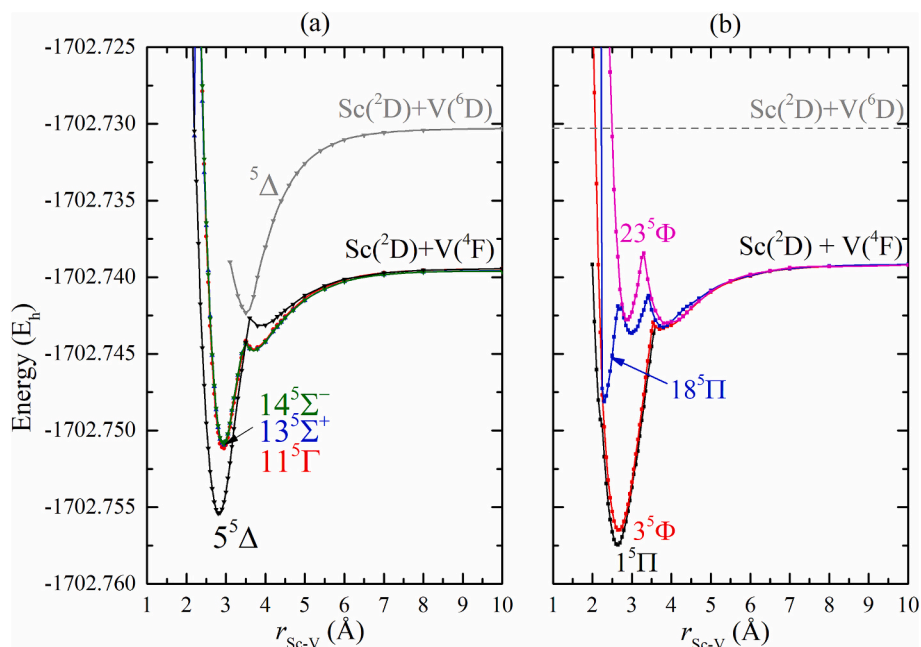 (a)
(b)
Energy (Eₕ)
-1702.725
-1702.730
-1702.735
-1702.740
-1702.745
-1702.750
-1702.755
-1702.760
Sc(²D)+V(⁶D)
⁵Δ
Sc(²D)+V(⁴F)
14⁵Σ⁻
13⁵Σ⁺
11⁵Γ
5⁵Δ
1 2 3 4 5 6 7 8 9 10
r Sc-V (Å)
Sc(²D)+V(⁶D)
23⁵Φ
Sc(²D) + V(⁴F)
18⁵Π
3⁵Φ
1⁵Π
1 2 3 4 5 6 7 8 9 10
r Sc-V (Å)